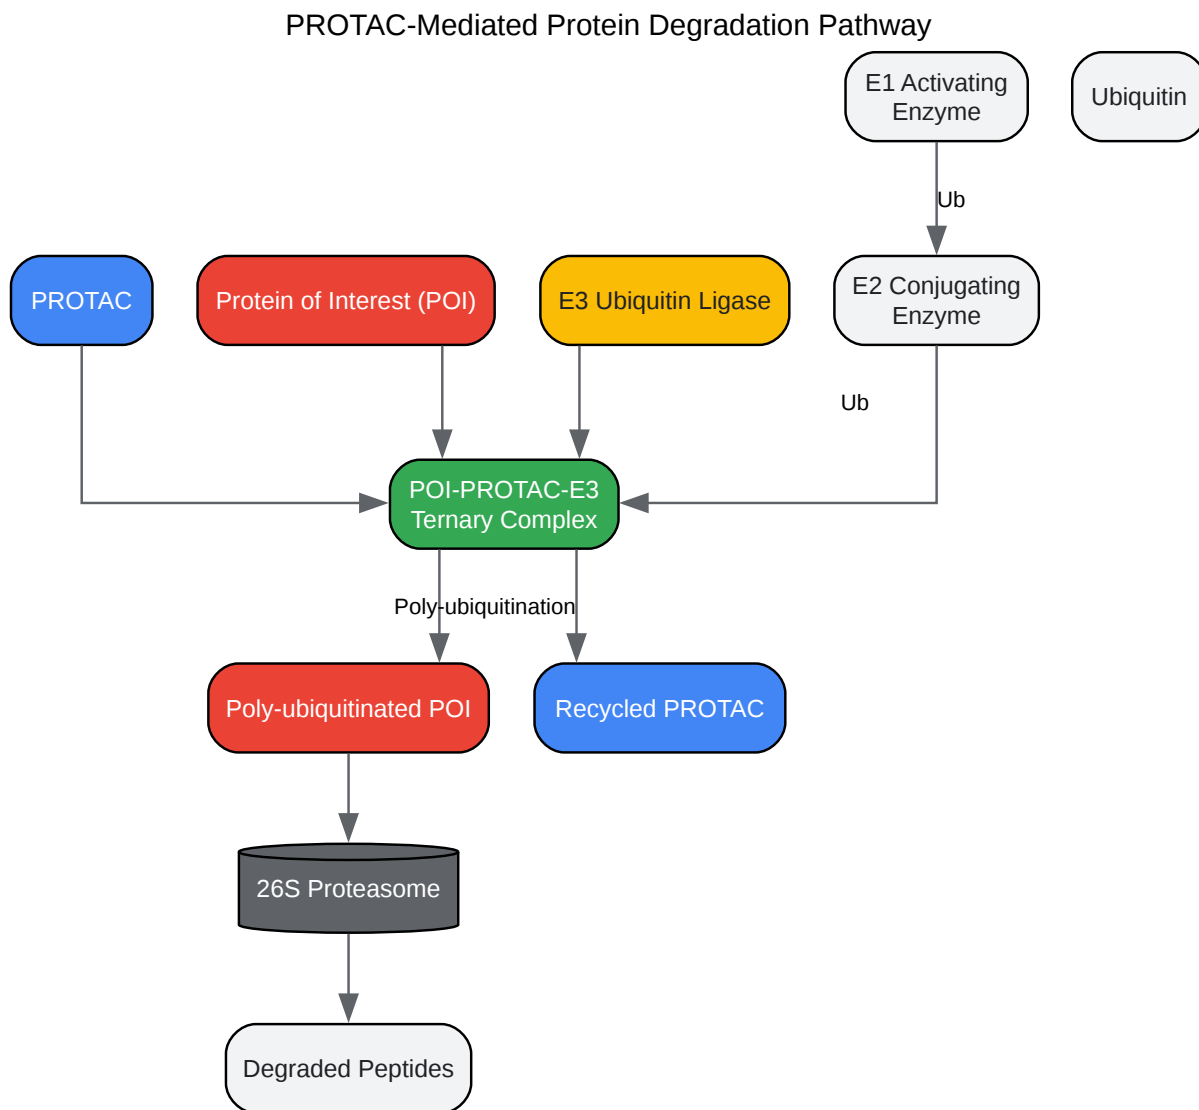 PROTAC-Mediated Protein Degradation Pathway
E1 Activating
Enzyme
Ubiquitin
Ub
PROTAC
Protein of Interest (POI)
E3 Ubiquitin Ligase
E2 Conjugating
Enzyme
Ub
POI-PROTAC-E3
Ternary Complex
Poly-ubiquitination
Poly-ubiquitinated POI
Recycled PROTAC
26S Proteasome
Degraded Peptides